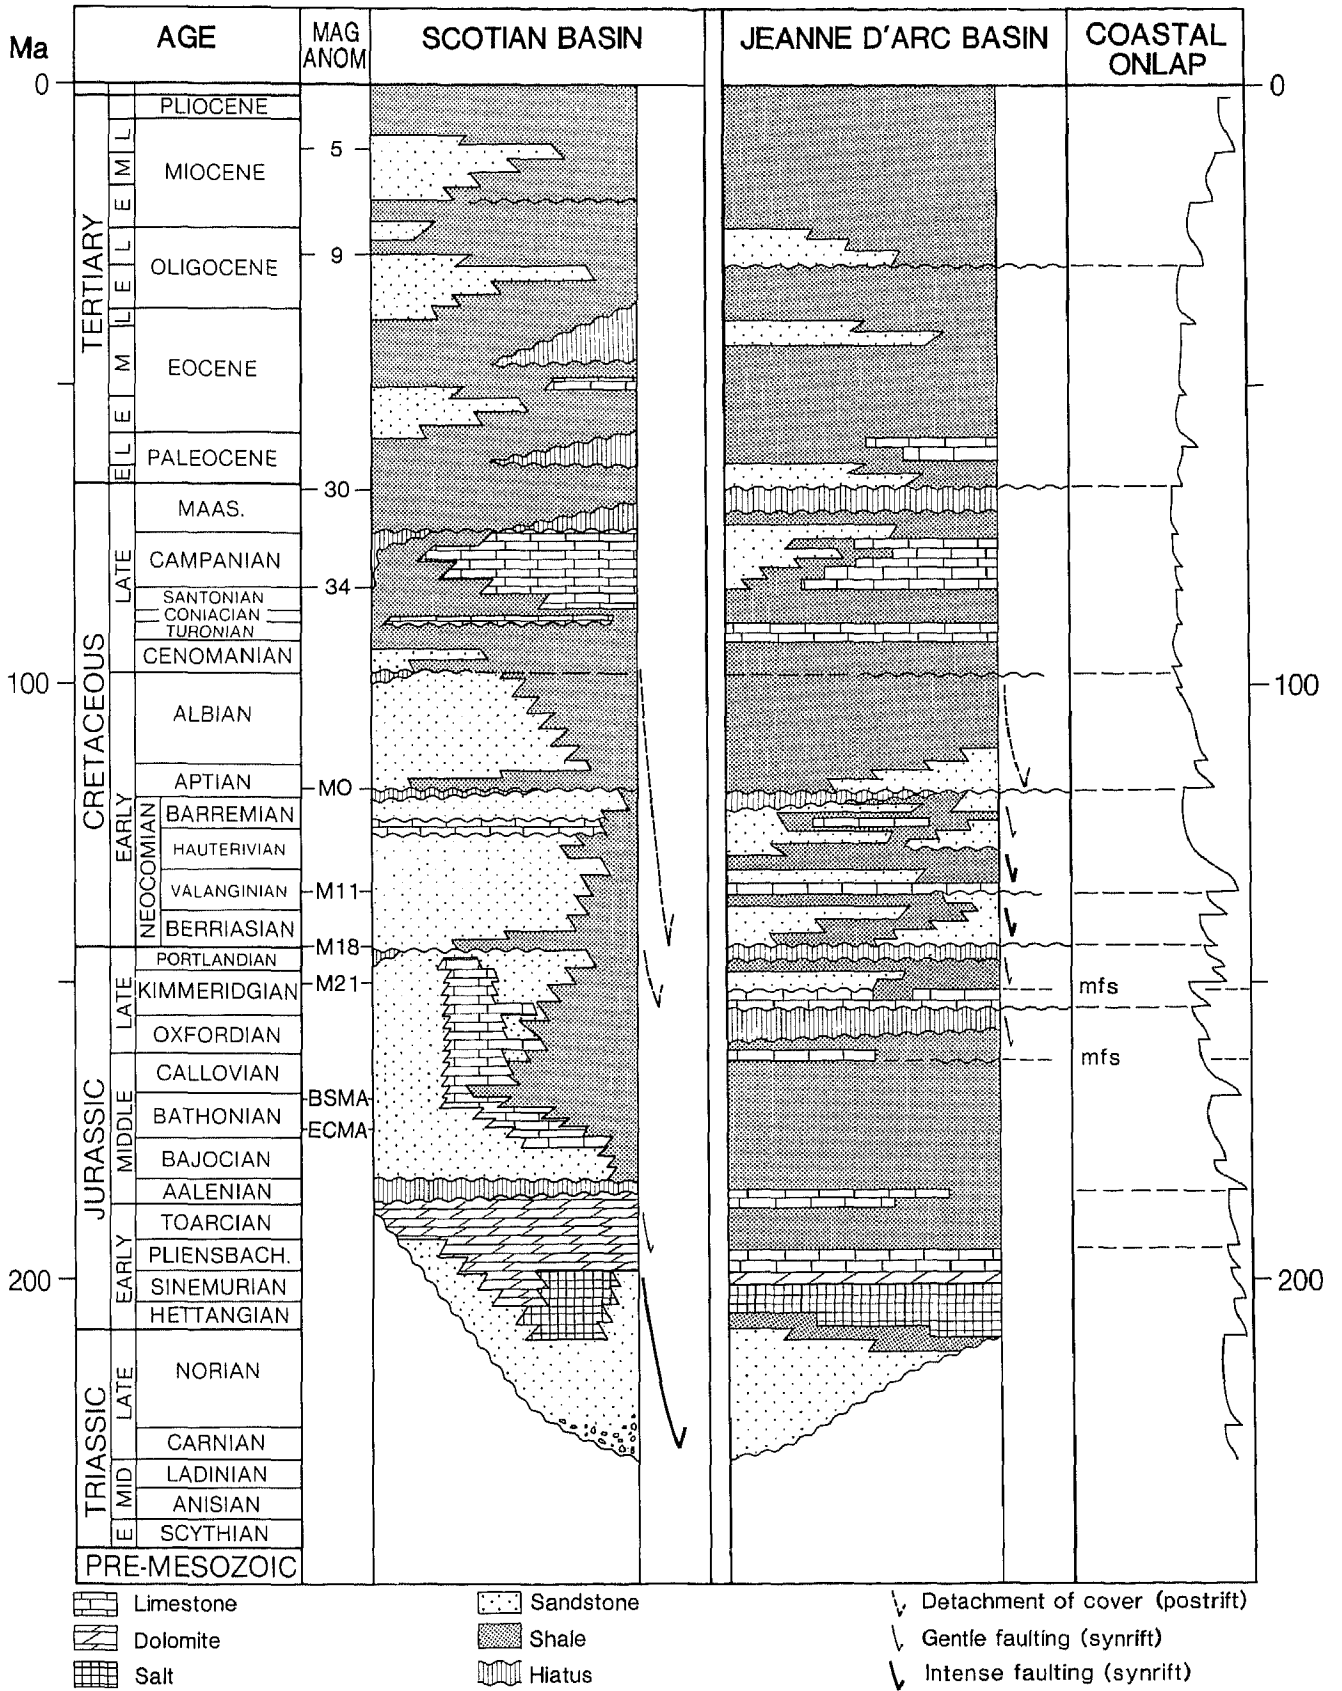 Ma
AGE
MAG
ANOM
SCOTIAN BASIN
JEANNE D'ARC BASIN
COASTAL
ONLAP
0
0
100
100
200
200
TERTIARY
CRETACEOUS
JURASSIC
TRIASSIC
L
M
E
L
E
L
M
E
L
E
LATE
EARLY
NEOCOMIAN
LATE
MIDDLE
EARLY
LATE
MID
E
PLIOCENE
MIOCENE
OLIGOCENE
EOCENE
PALEOCENE
MAAS.
CAMPANIAN
SANTONIAN
CONIACIAN
TURONIAN
CENOMANIAN
ALBIAN
APTIAN
BARREMIAN
HAUTERIVIAN
VALANGINIAN
BERRIASIAN
PORTLANDIAN
KIMMERIDGIAN
OXFORDIAN
CALLOVIAN
BATHONIAN
BAJOCIAN
AALENIAN
TOARCIAN
PLIENSBACH.
SINEMURIAN
HETTANGIAN
NORIAN
CARNIAN
LADINIAN
ANISIAN
SCYTHIAN
PRE-MESOZOIC
5
9
30
34
MO
M11
M18
M21
BSMA
ECMA
mfs
mfs
Limestone
Dolomite
Salt
Sandstone
Shale
Hiatus
Detachment of cover (postrift)
Gentle faulting (synrift)
Intense faulting (synrift)